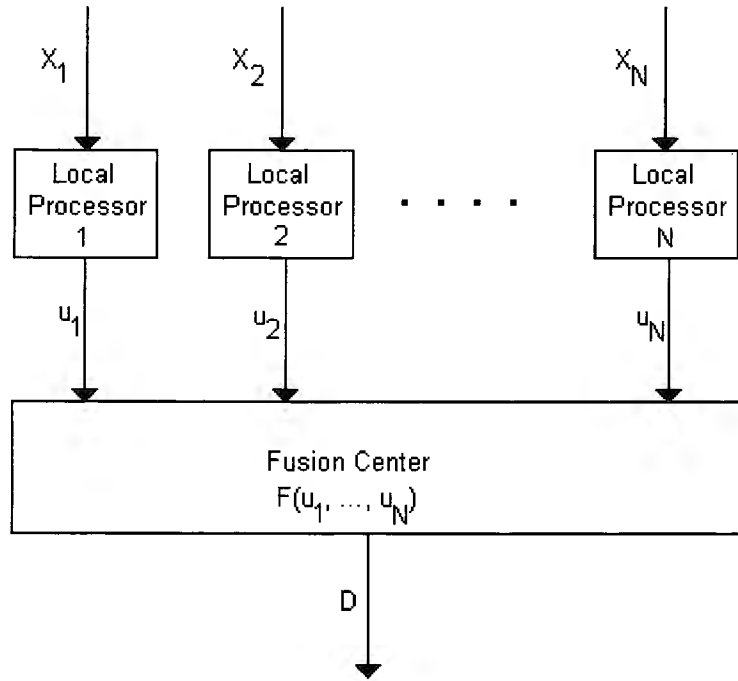 X1
X2
XN
Local
Processor
1
Local
Processor
2
. . . .
Local
Processor
N
u1
u2
uN
Fusion Center
F(u1, ..., uN)
D